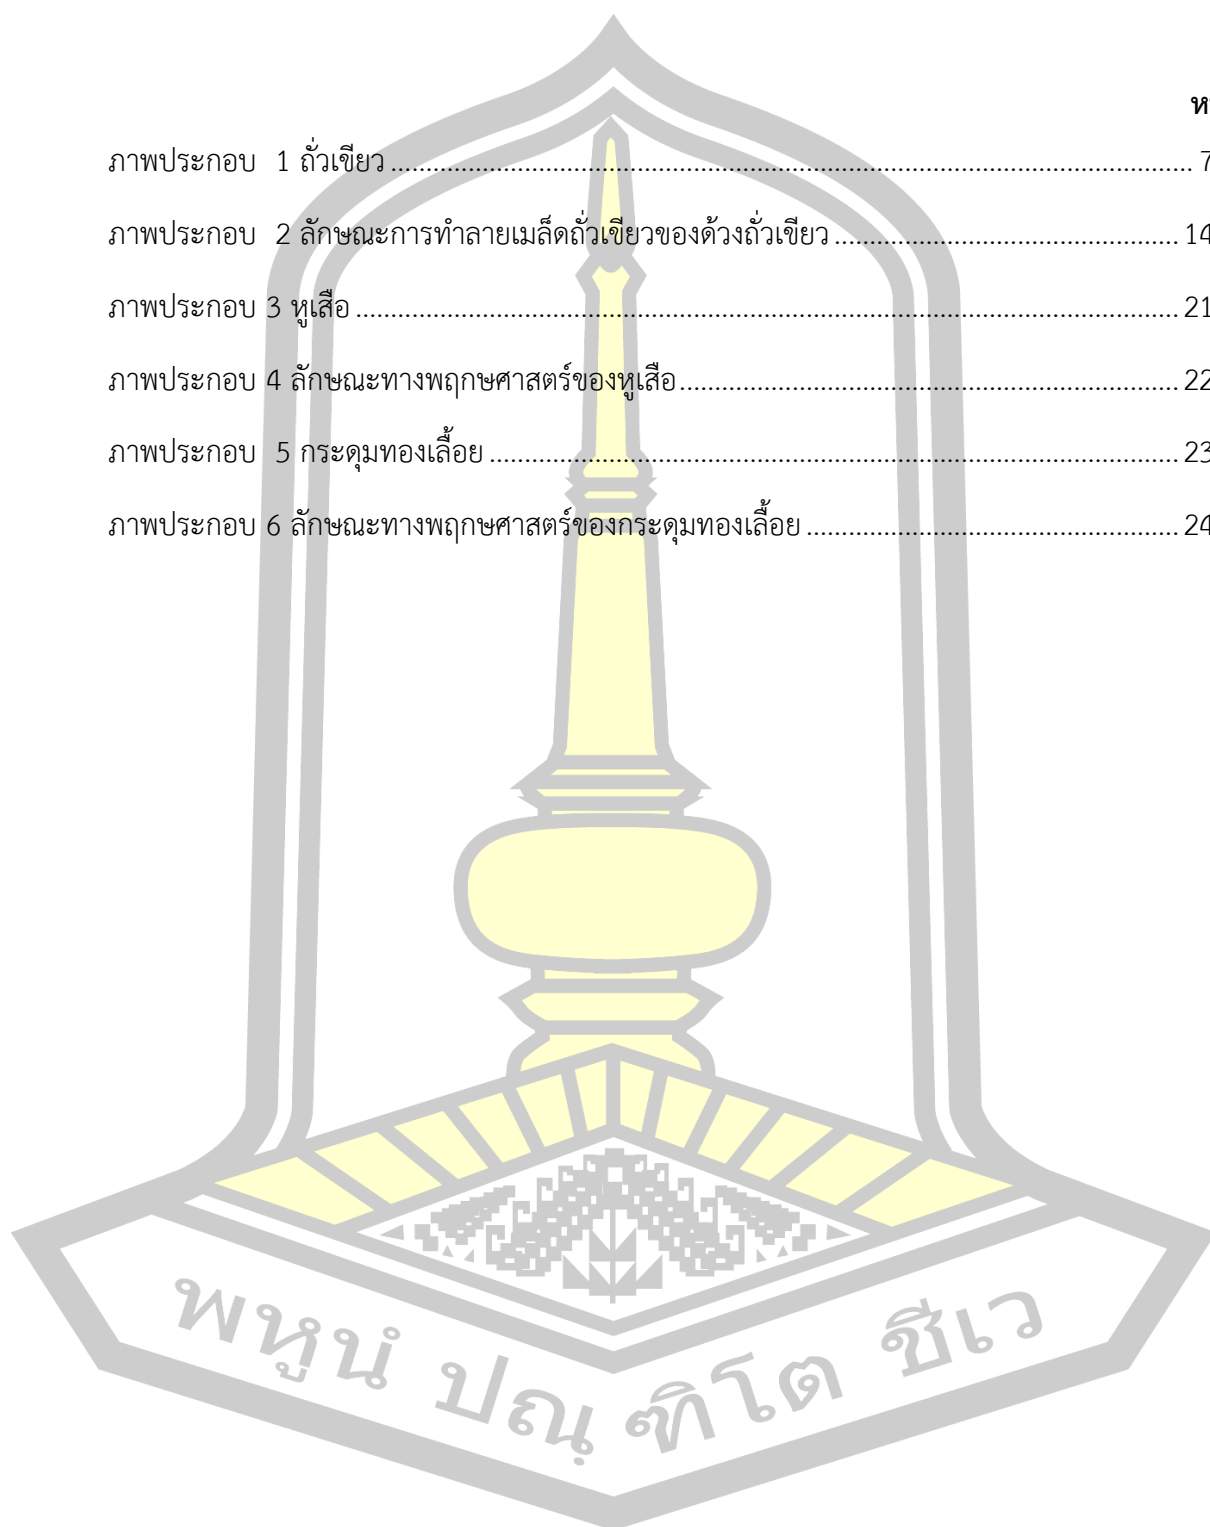 ภาพประกอบ 1 ถั่วเขียว ........................................................................................................ 7
ภาพประกอบ 2 ลักษณะการทำลายเมล็ดถั่วเขียวของด้วงถั่วเขียว ............................................. 14
ภาพประกอบ 3 หูเสือ ......................................................................................................... 21
ภาพประกอบ 4 ลักษณะทางพฤกษศาสตร์ของหูเสือ ................................................................. 22
ภาพประกอบ 5 กระดุมทองเลื้อย .......................................................................................... 23
ภาพประกอบ 6 ลักษณะทางพฤกษศาสตร์ของกระดุมทองเลื้อย ................................................ 24
พหูนํ ปณฺฑิโต ชีเว